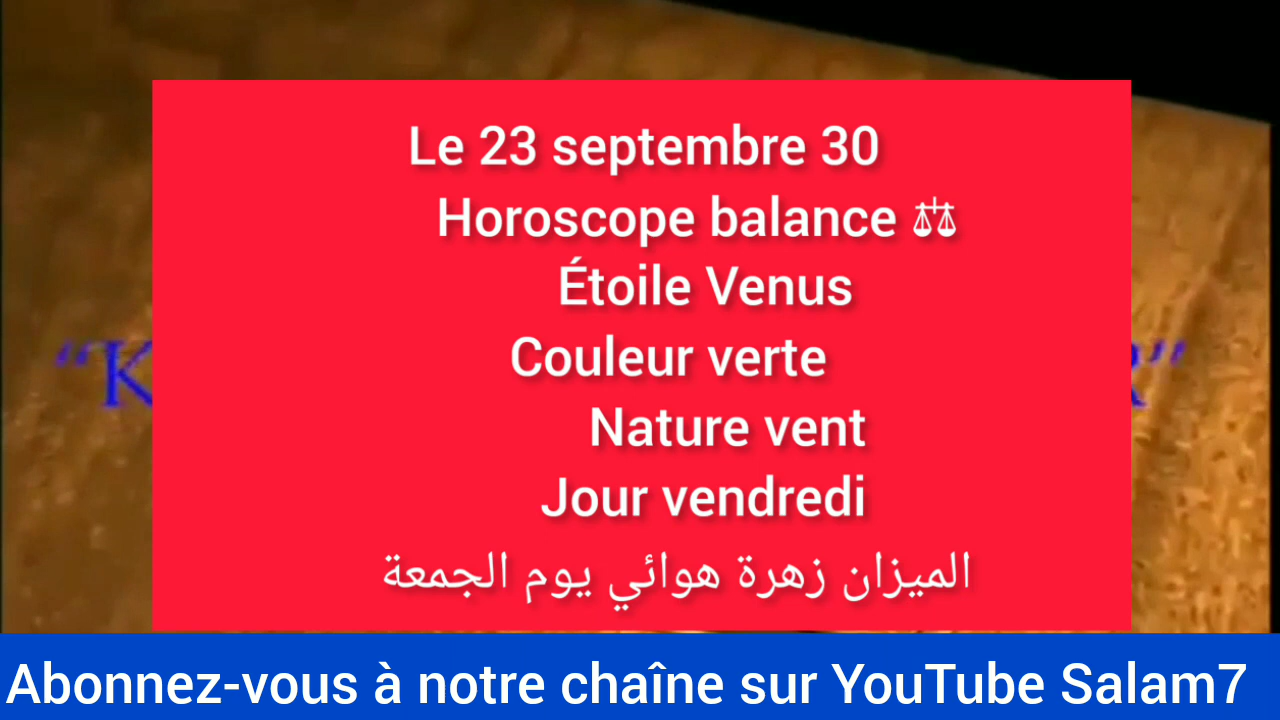 Le 23 septembre 30
Horoscope balance ⚖
Étoile Venus
"K
R"
Couleur verte
Nature vent
Jour vendredi
الميزان زهرة هوائي يوم الجمعة
Abonnez-vous à notre chaîne sur YouTube Salam7